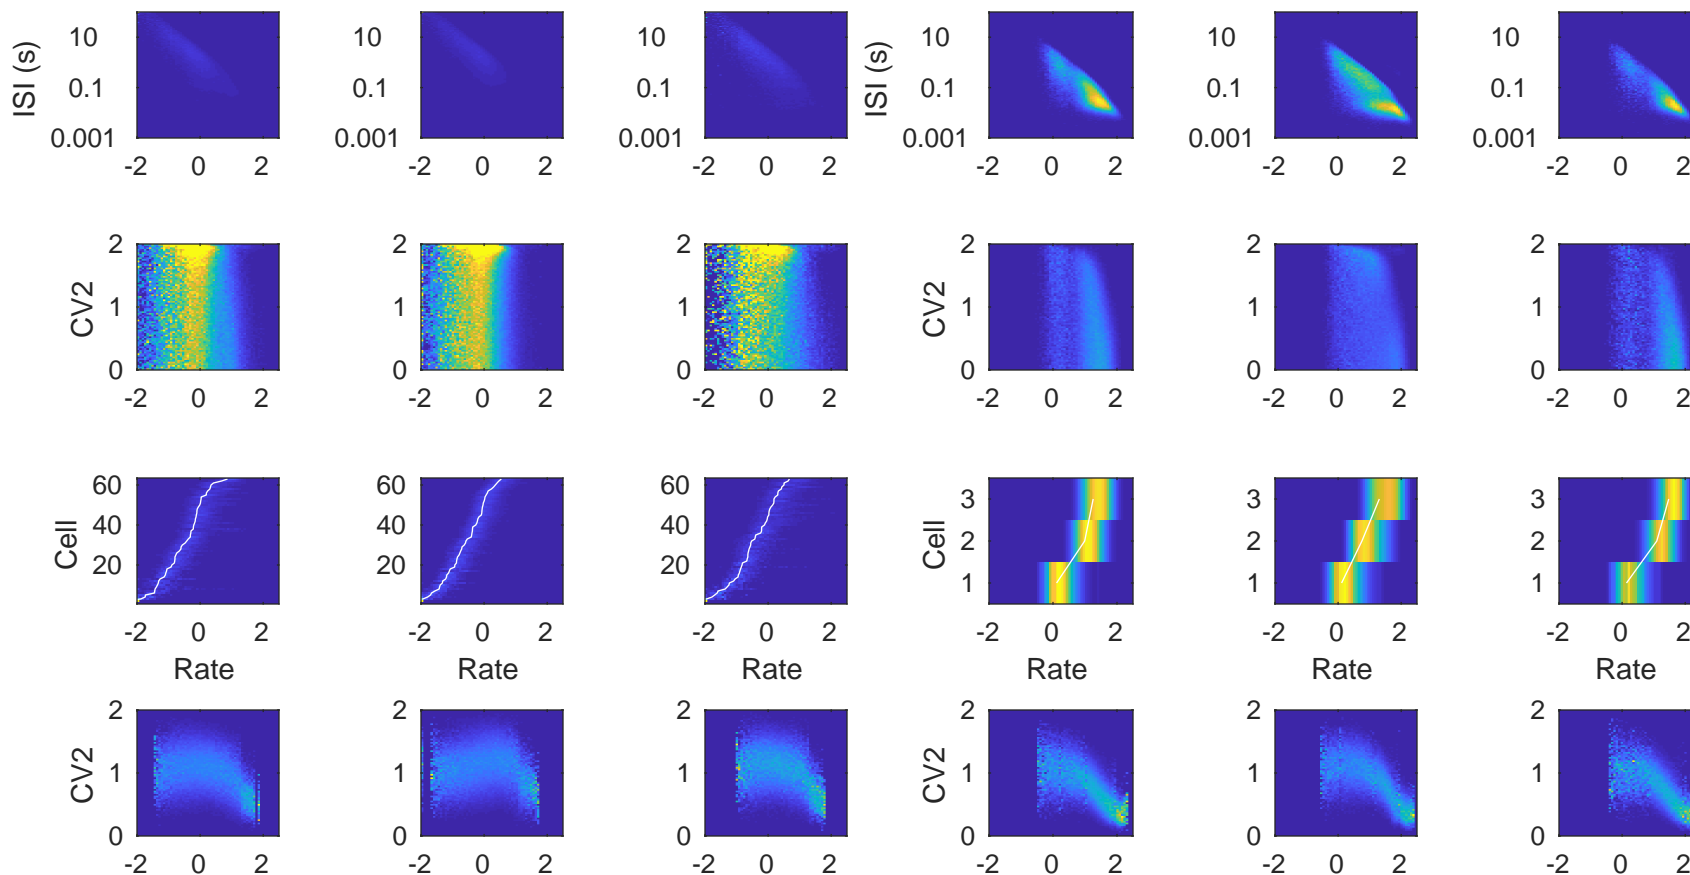 ISI (s) 10 0.1 0.001 -2 0 2 10 0.1 0.001 -2 0 2 10 0.1 0.001 -2 0 2 ISI (s) 10 0.1 0.001 -2 0 2 10 0.1 0.001 -2 0 2 10 0.1 0.001 -2 0 2
CV2 2 1 0 -2 0 2 2 1 0 -2 0 2 2 1 0 -2 0 2 CV2 2 1 0 -2 0 2 2 1 0 -2 0 2 2 1 0 -2 0 2
Cell 60 40 20 -2 0 2 60 40 20 -2 0 2 60 40 20 -2 0 2 Cell 3 2 1 -2 0 2 3 2 1 -2 0 2 3 2 1 -2 0 2
Rate Rate Rate Rate Rate Rate
CV2 2 1 0 -2 0 2 2 1 0 -2 0 2 2 1 0 -2 0 2 CV2 2 1 0 -2 0 2 2 1 0 -2 0 2 2 1 0 -2 0 2